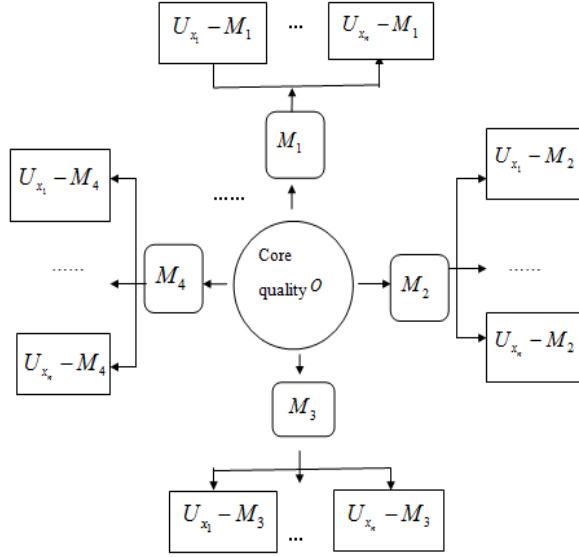 U_{x_1} − M_1 ... U_{x_n} − M_1
M_1
U_{x_1} − M_4
U_{x_1} − M_2
......
Core
quality O
......
M_4
M_2
......
U_{x_n} − M_4
U_{x_n} − M_2
M_3
U_{x_1} − M_3 ... U_{x_n} − M_3